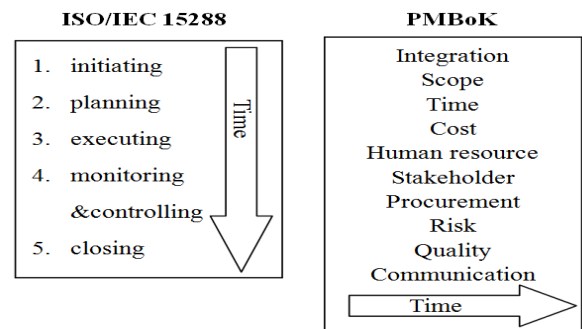 ISO/IEC 15288
1. initiating
2. planning
3. executing
4. monitoring
&controlling
5. closing
Time
PMBoK
Integration
Scope
Time
Cost
Human resource
Stakeholder
Procurement
Risk
Quality
Communication
Time